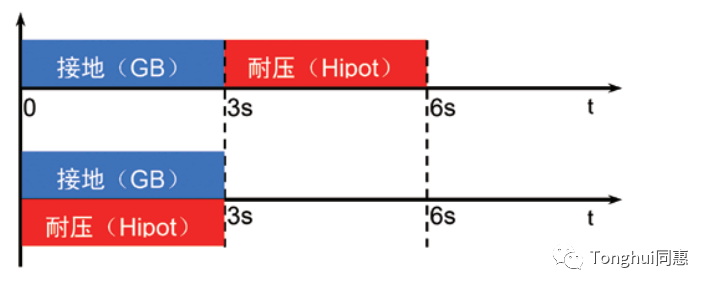 接地（GB） 耐压（Hipot）
0 3s 6s t
接地（GB）
3s 6s t
耐压（Hipot）
Tonghui同惠